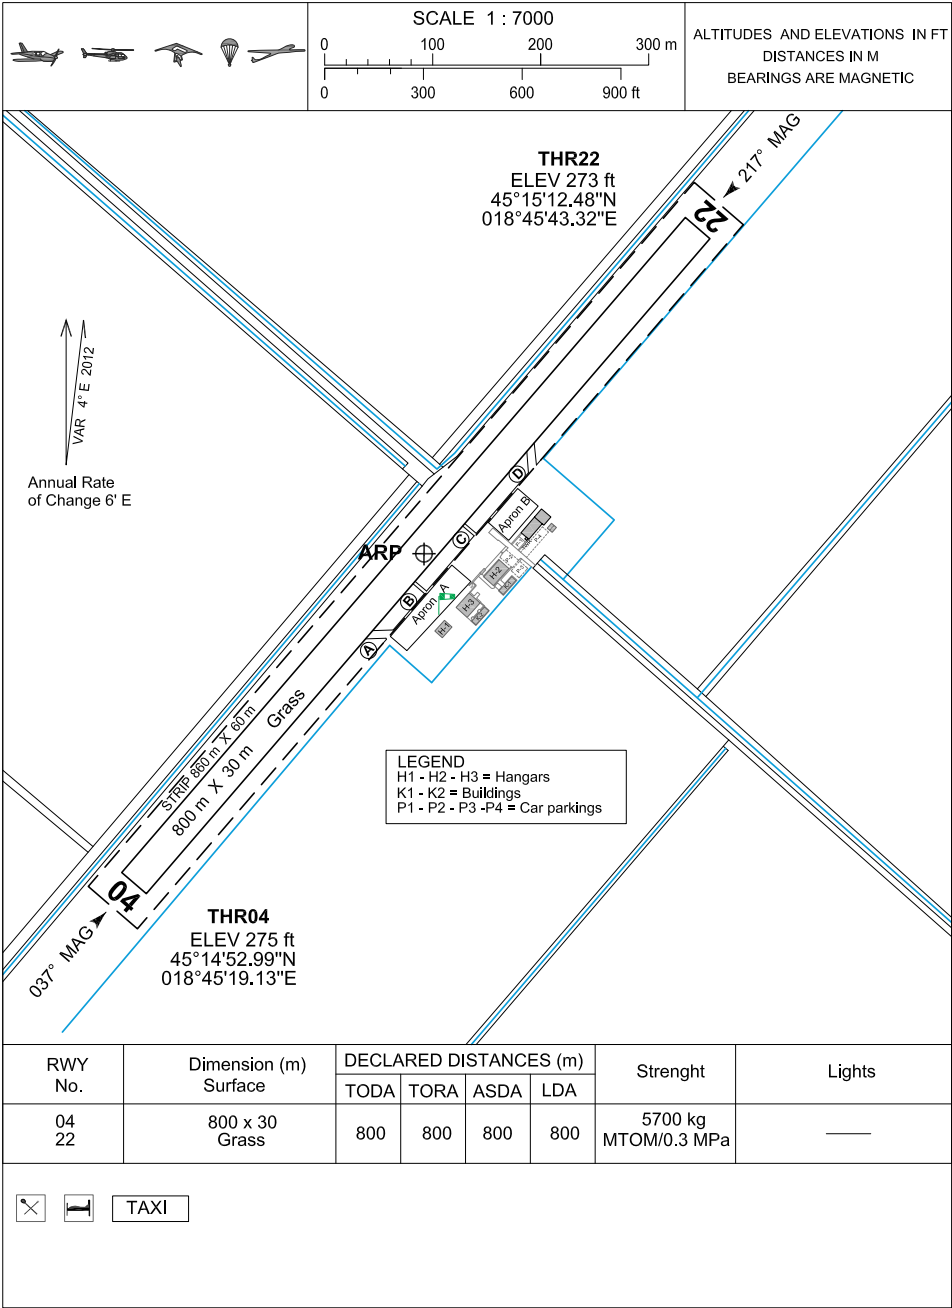 SCALE 1 : 7000
0 100 200 300 m
0 300 600 900 ft
ALTITUDES AND ELEVATIONS IN FT
DISTANCES IN M
BEARINGS ARE MAGNETIC
THR22
ELEV 273 ft
45°15'12.48"N
018°45'43.32"E
217° MAG
22
VAR 4° E 2012
Annual Rate
of Change 6' E
D
Apron B
C
ARP
P-4
H-2
B
Apron A
H-3
H-1
A
Grass
STRIP 860 m X 60 m
800 m X 30 m
LEGEND
H1 - H2 - H3 = Hangars
K1 - K2 = Buildings
P1 - P2 - P3 -P4 = Car parkings
04
037° MAG
THR04
ELEV 275 ft
45°14'52.99"N
018°45'19.13"E
RWY
No.
Dimension (m)
Surface
DECLARED DISTANCES (m)
TODA TORA ASDA LDA
Strenght
Lights
04
22
800 x 30
Grass
800 800 800 800
5700 kg
MTOM/0.3 MPa
TAXI